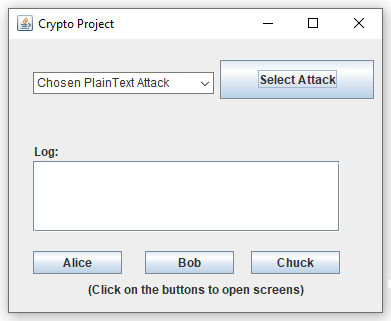 Crypto Project
Chosen PlainText Attack
Select Attack
Log:
Alice
Bob
Chuck
(Click on the buttons to open screens)